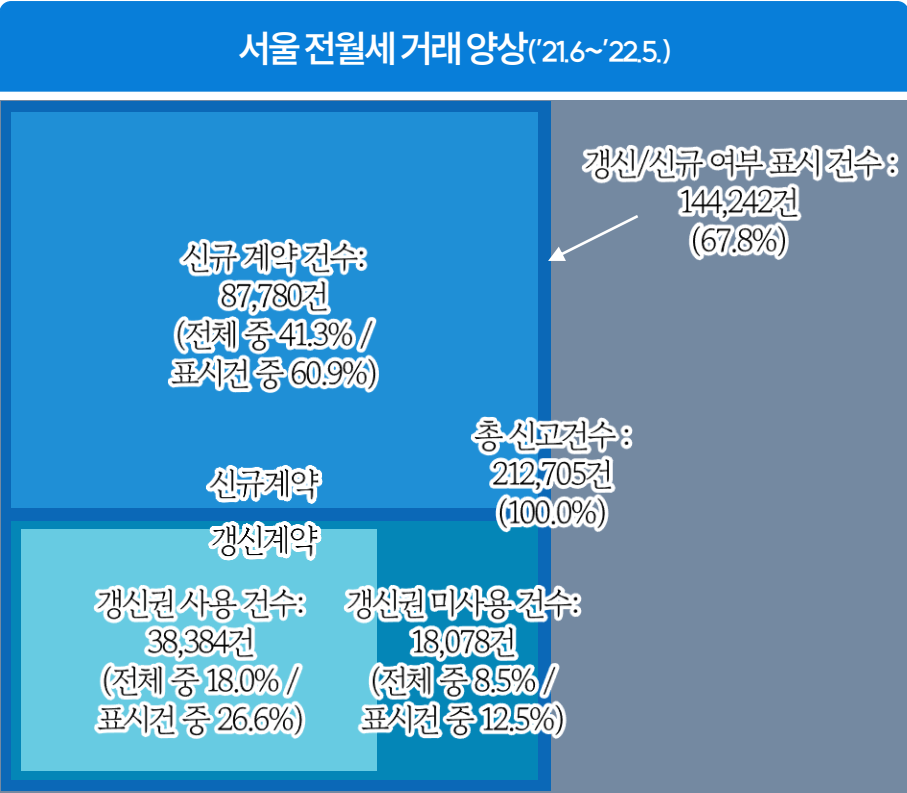 서울 전월세 거래 양상('21.6~'22.5.)
갱신/신규 여부 표시 건수 :
144,242건
(67.8%)
신규 계약 건수:
87,780건
(전체 중 41.3% /
표시건 중 60.9%)
총 신고건수 :
212,705건
(100.0%)
신규계약
갱신계약
갱신권 사용 건수:
38,384건
(전체 중 18.0% /
표시건 중 26.6%)
갱신권 미사용 건수:
18,078건
(전체 중 8.5% /
표시건 중 12.5%)